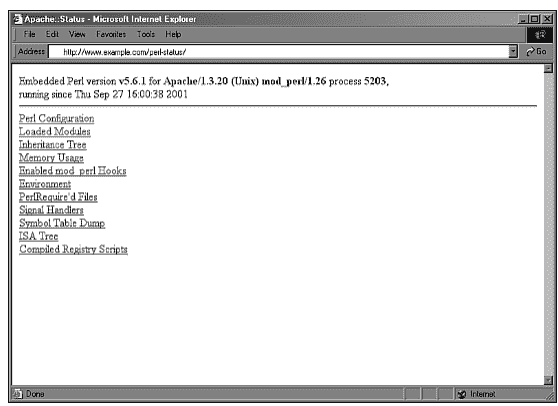 Apache::Status - Microsoft Internet Explorer
File Edit View Favorites Tools Help
Address http://www.example.com/perl-status/ Go
Embedded Perl version v5.6.1 for Apache/1.3.20 (Unix) mod_perl/1.26 process 5203,
running since Thu Sep 27 16:00:38 2001
Perl Configuration
Loaded Modules
Inheritance Tree
Memory Usage
Enabled mod_perl Hooks
Environment
PerlRequire'd Files
Signal Handlers
Symbol Table Dump
ISA Tree
Compiled Registry Scripts
Done Internet